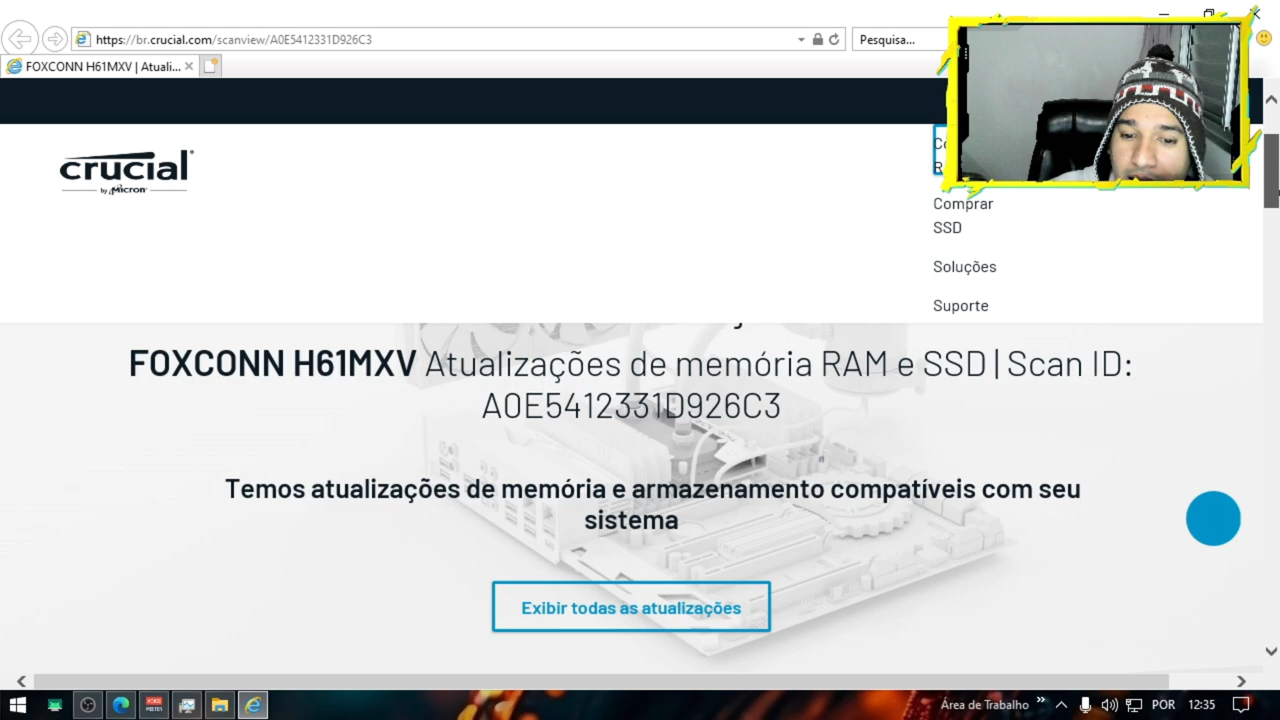 https://br.crucial.com/scanview/A0E5412331D926C3
Pesquisa...
FOXCONN H61MXV | Atuali...
crucial
by Micron
Comprar
SSD
Soluções
Suporte
FOXCONN H61MXV Atualizações de memória RAM e SSD | Scan ID:
A0E5412331D926C3
Temos atualizações de memória e armazenamento compatíveis com seu
sistema
Exibir todas as atualizações
Área de Trabalho
POR
12:35